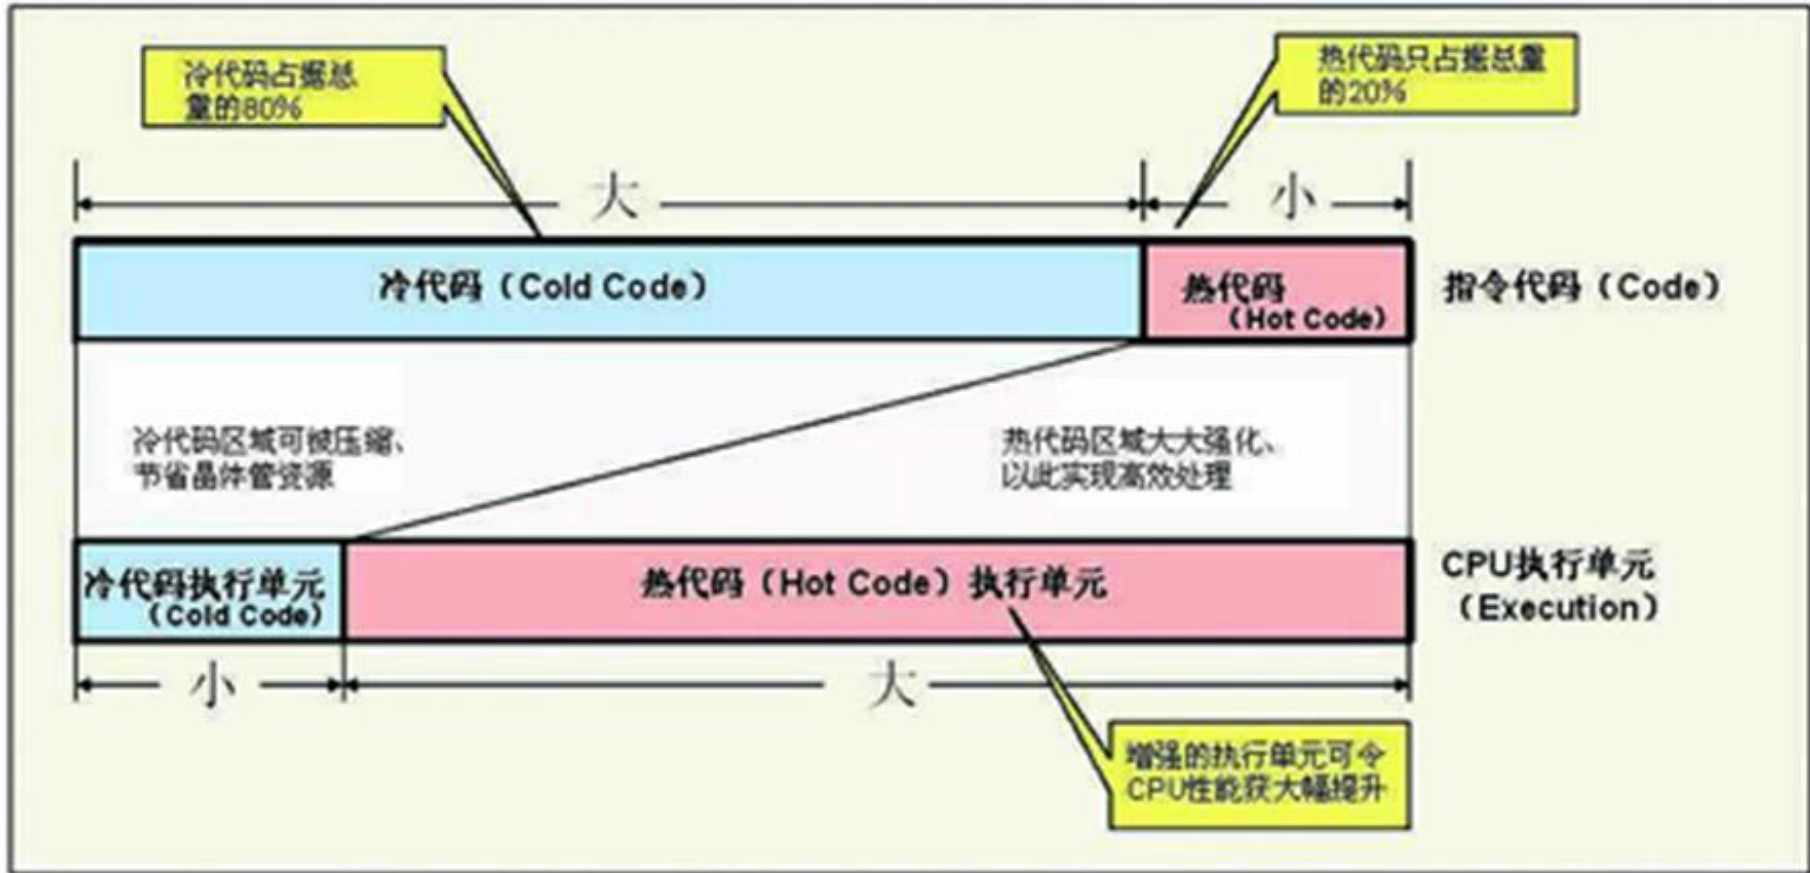 冷代码占据总
量的80%
热代码只占据总量
的20%
大
小
冷代码（Cold Code）
热代码
（Hot Code）
指令代码（Code）
冷代码区域可被压缩、
节省晶体管资源
热代码区域大大强化、
以此实现高效处理
冷代码执行单元
（Cold Code）
热代码（Hot Code）执行单元
CPU执行单元
（Execution）
小
大
增强的执行单元可令
CPU性能获大幅提升